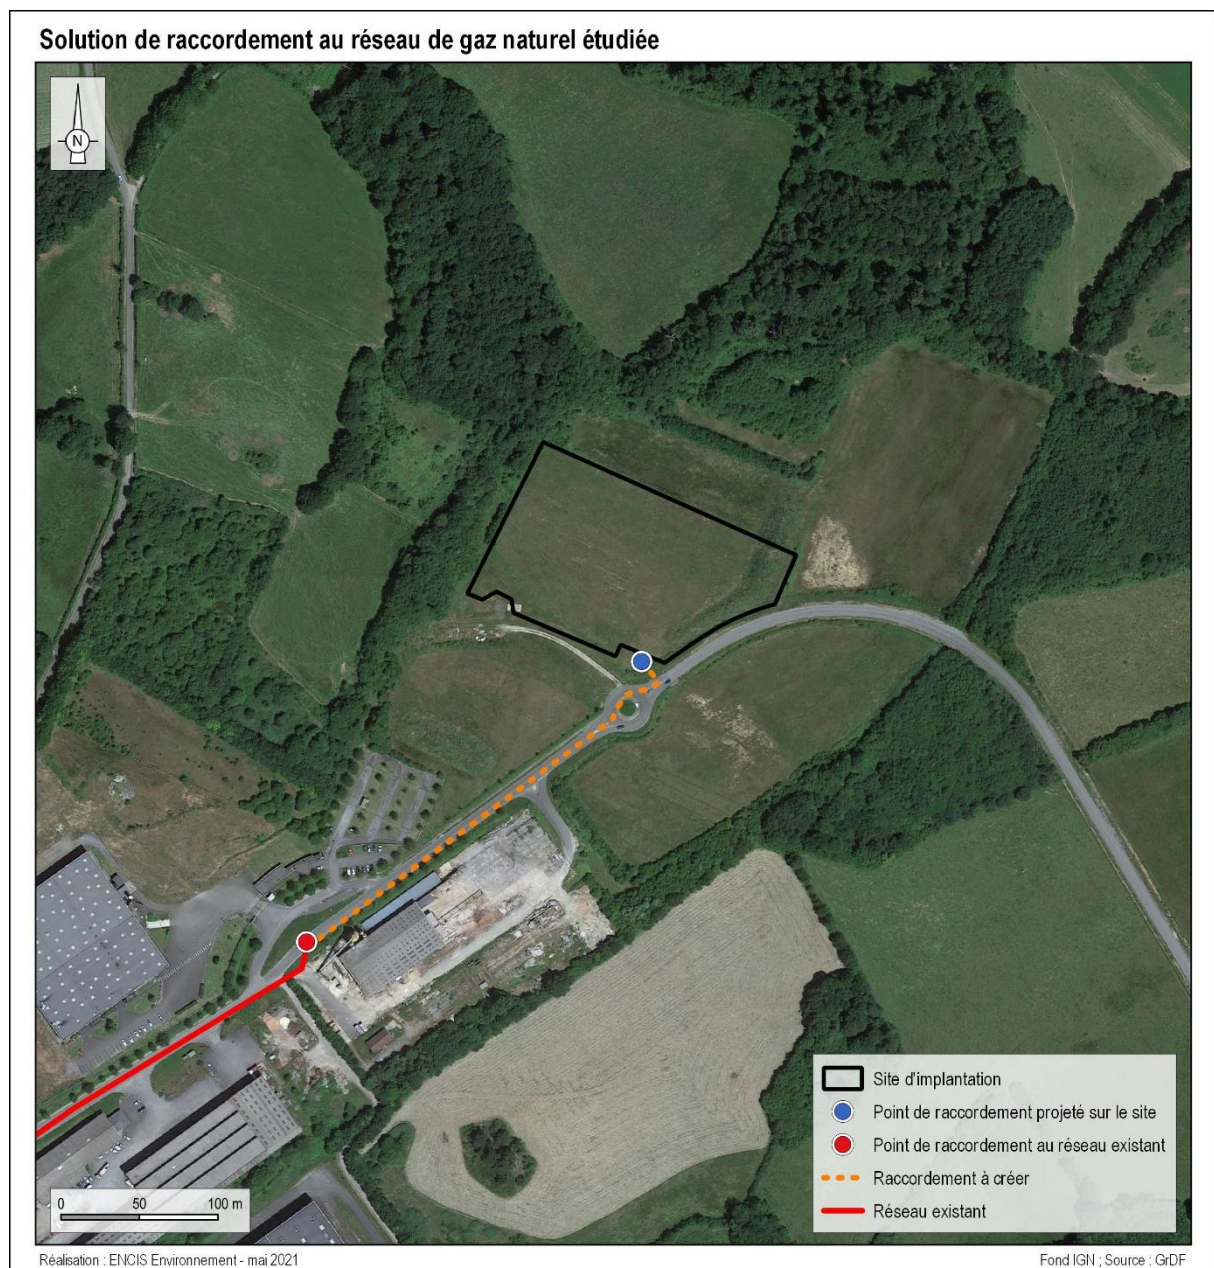 Solution de raccordement au réseau de gaz naturel étudiée
N
Site d'implantation
Point de raccordement projeté sur le site
Point de raccordement au réseau existant
Raccordement à créer
Réseau existant
0 50 100 m
Réalisation : ENCIS Environnement - mai 2021
Fond IGN ; Source : GrDF